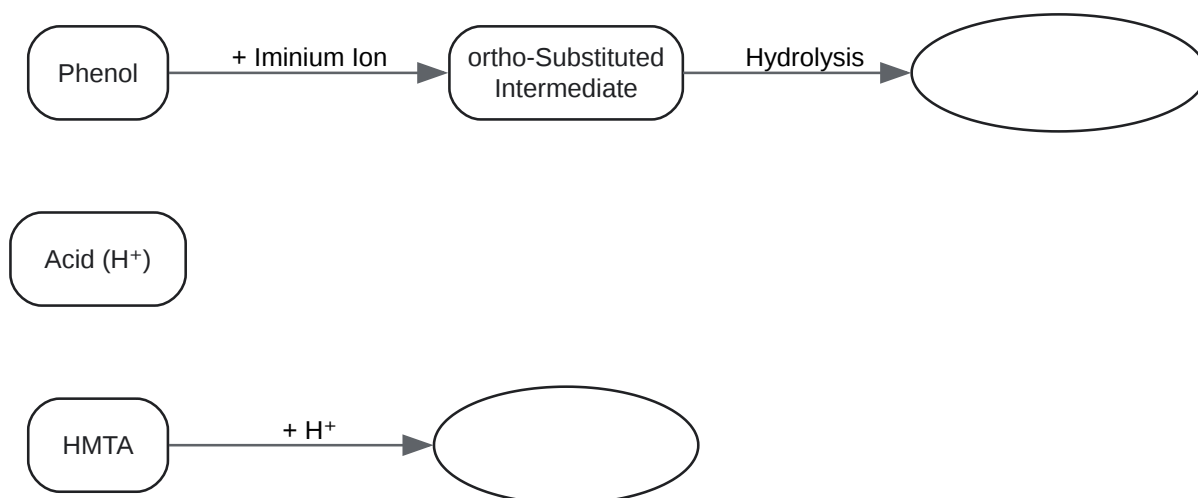 Phenol
+ Iminium Ion
ortho-Substituted
Intermediate
Hydrolysis
Acid (H⁺)
HMTA
+ H⁺